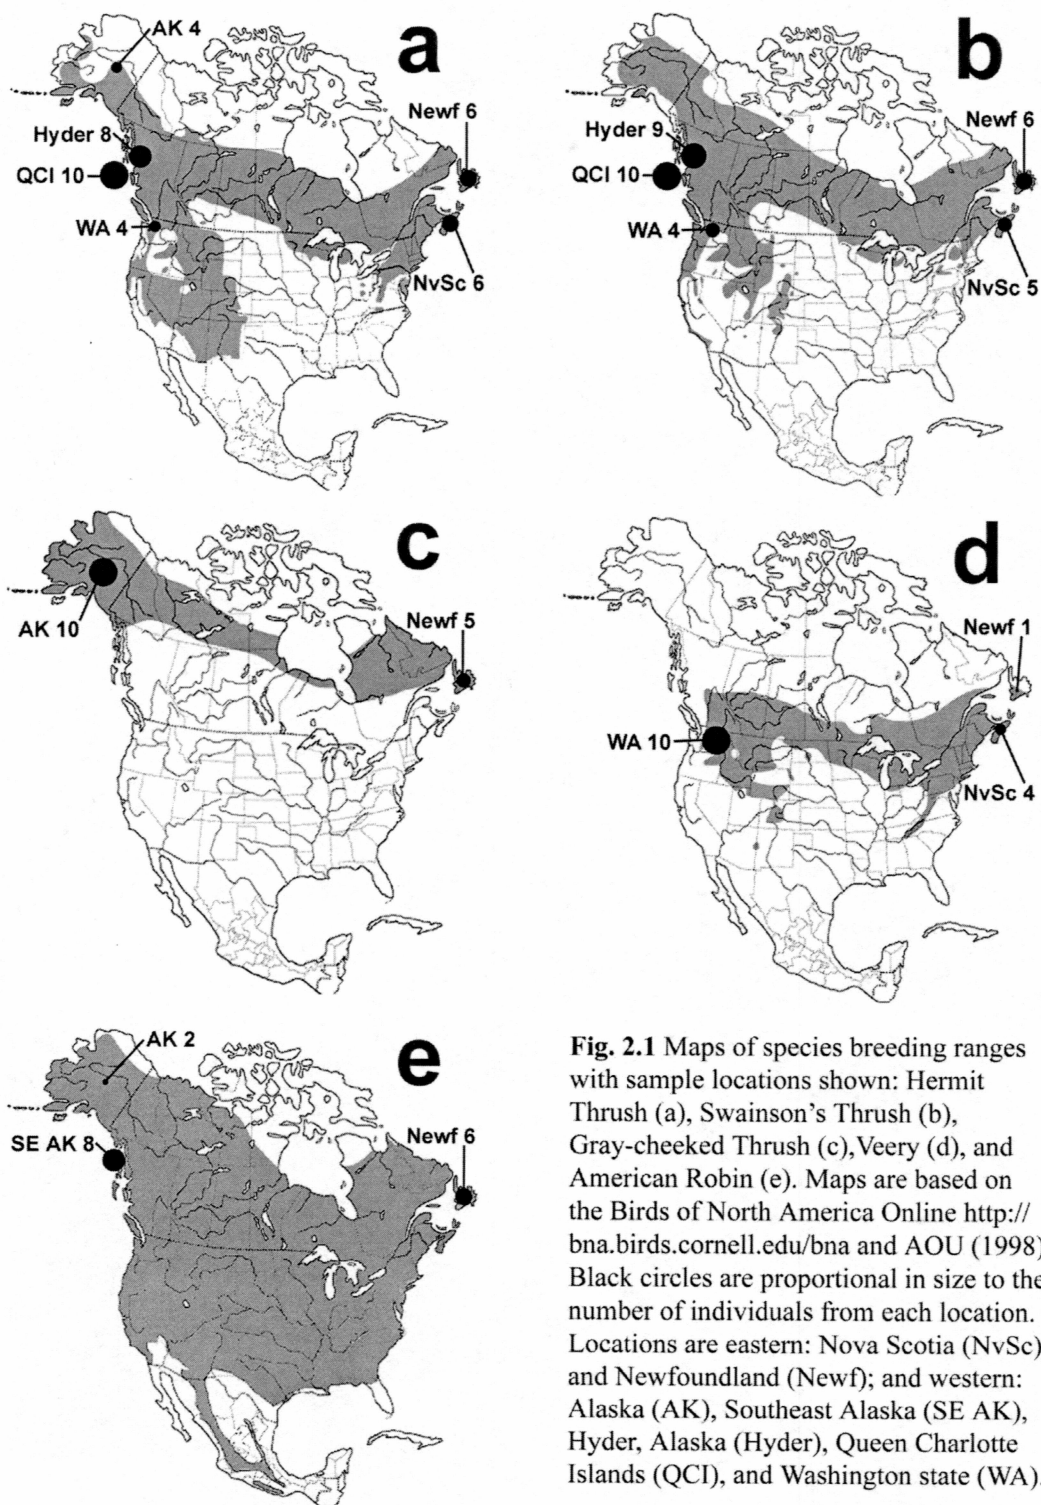 a
AK 4
Hyder 8
QCI 10
WA 4
Newf 6
NvSc 6
b
Hyder 9
QCI 10
WA 4
Newf 6
NvSc 5
c
AK 10
Newf 5
d
WA 10
Newf 1
NvSc 4
e
AK 2
SE AK 8
Newf 6
Fig. 2.1 Maps of species breeding ranges
with sample locations shown: Hermit
Thrush (a), Swainson's Thrush (b),
Gray-cheeked Thrush (c),Veery (d), and
American Robin (e). Maps are based on
the Birds of North America Online http://
bna.birds.cornell.edu/bna and AOU (1998)
Black circles are proportional in size to the
number of individuals from each location.
Locations are eastern: Nova Scotia (NvSc)
and Newfoundland (Newf); and western:
Alaska (AK), Southeast Alaska (SE AK),
Hyder, Alaska (Hyder), Queen Charlotte
Islands (QCI), and Washington state (WA).